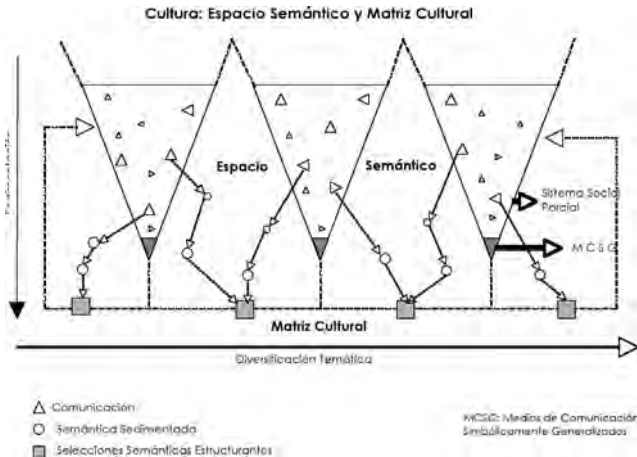 Cultura: Espacio Semántico y Matriz Cultural
Espacio
Semántico
Sistema Social
Parcial
MCSG
Matriz Cultural
Diversificación Temática
Comunicación
Semántica Sedimentada
Selecciones Semánticas Estructurantes
MCSG: Medios de Comunicación
Simbólicamente Generalizados